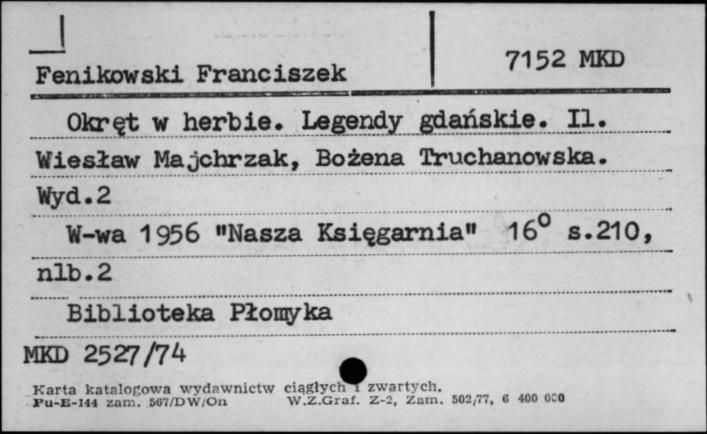 7152 MKD
Fenikowski Franciszek
Okręt w herbie. Legendy gdańskie. Il.
Wiesław Majchrzak, Bożena Truchanowska.
Wyd.2
W-wa 1956 "Nasza Księgarnia" 16° s.210,
nlb.2
Biblioteka Płomyka
MKD 2527/74
Karta katalogowa wydawnictw ciągłych i zwartych.
Pu-E-144 zam. 567/DW/On W.Z.Graf. Z-2, Zam. 502/77, 6 400 000